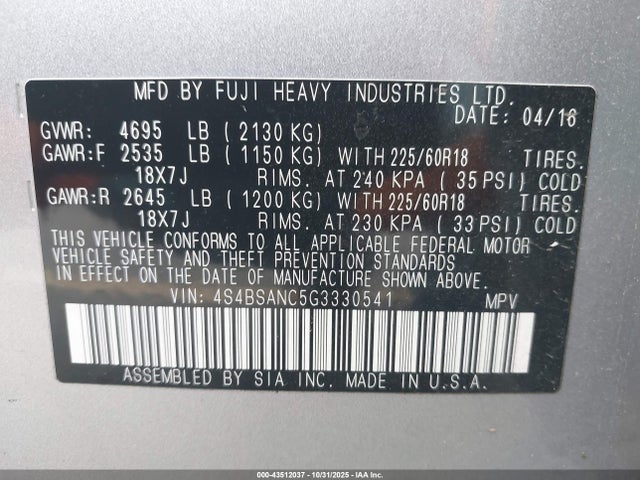 MFD BY FUJI HEAVY INDUSTRIES LTD.
DATE: 04/16
GVWR: 4695 LB ( 2130 KG)
GAWR:F 2535 LB ( 1150 KG) WITH 225/60R18 TIRES.
18X7J RIMS. AT 240 KPA ( 35 PSI) COLD
GAWR:R 2645 LB ( 1200 KG) WITH 225/60R18 TIRES.
18X7J RIMS. AT 230 KPA ( 33 PSI) COLD
THIS VEHICLE CONFORMS TO ALL APPLICABLE FEDERAL MOTOR
VEHICLE SAFETY AND THEFT PREVENTION STANDARDS
IN EFFECT ON THE DATE OF MANUFACTURE SHOWN ABOVE.
VIN: 4S4BSANC5G3330541 MPV
ASSEMBLED BY SIA INC. MADE IN U.S.A.
000-43512037 - 10/31/2025 - IAA Inc.